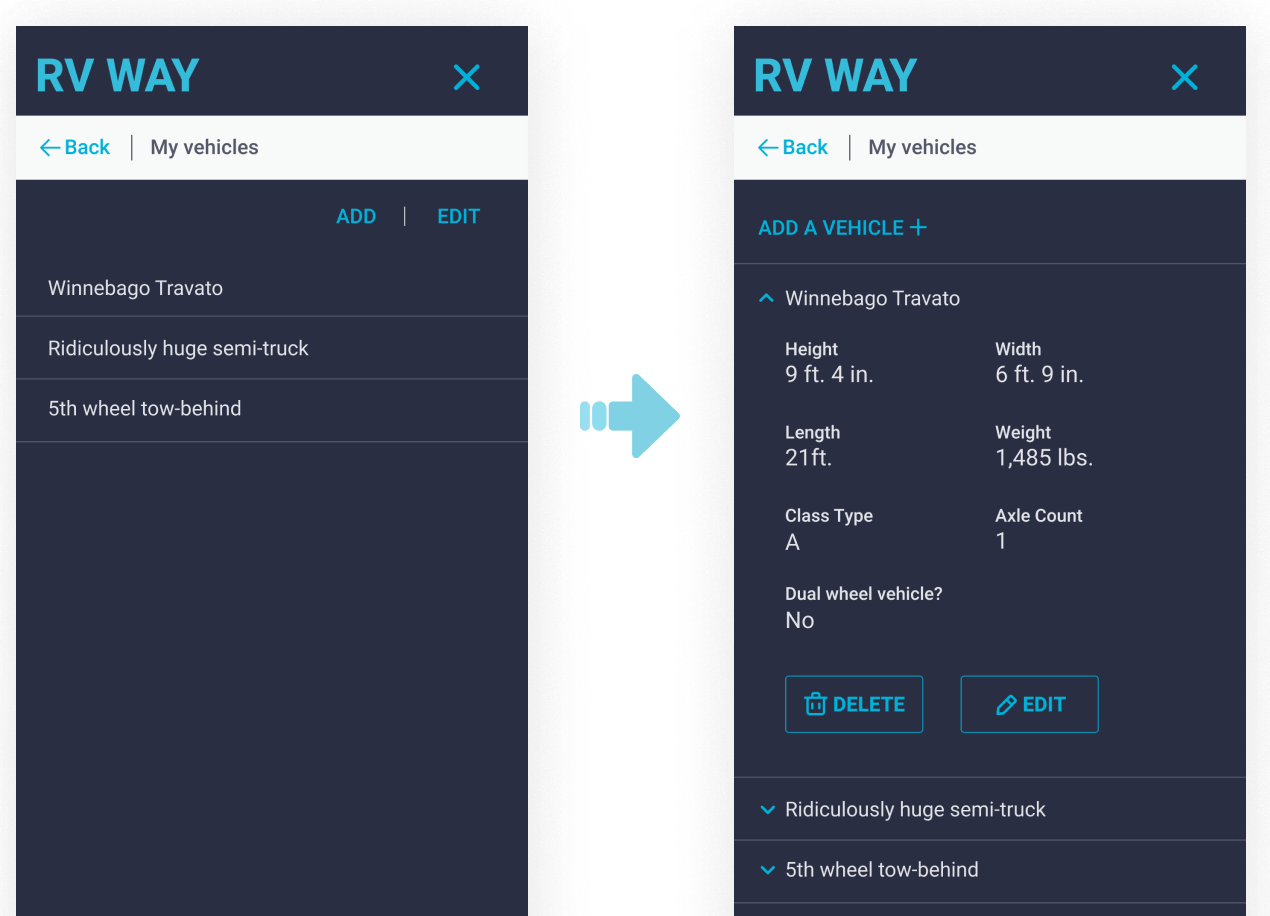 RV WAY
Back | My vehicles
ADD | EDIT
Winnebago Travato
Ridiculously huge semi-truck
5th wheel tow-behind
RV WAY
Back | My vehicles
ADD A VEHICLE +
Winnebago Travato
Height Width
9 ft. 4 in. 6 ft. 9 in.
Length Weight
21ft. 1,485 lbs.
Class Type Axle Count
A 1
Dual wheel vehicle?
No
DELETE EDIT
Ridiculously huge semi-truck
5th wheel tow-behind